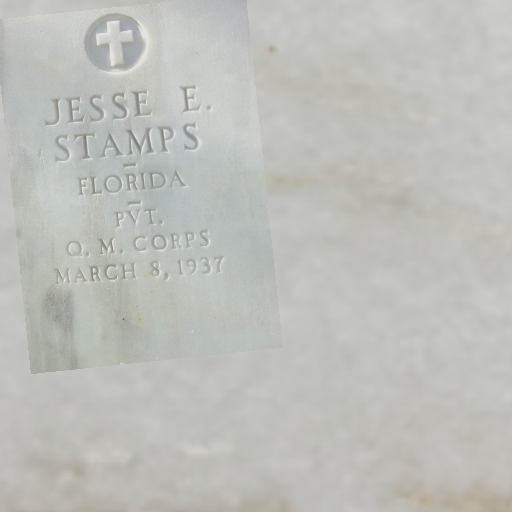 JESSE E.
STAMPS
FLORIDA
PVT.
Q. M. CORPS
MARCH 8, 1937